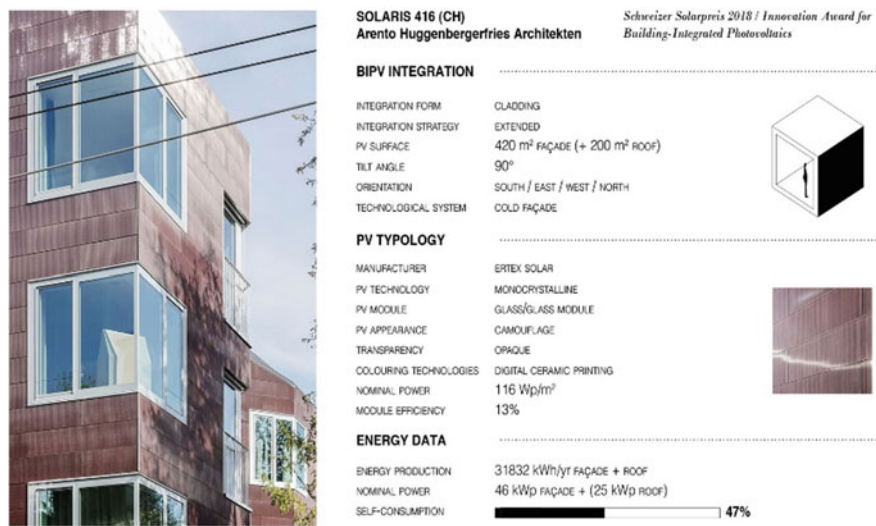 SOLARIS 416 (CH)
Arento Huggenbergerfries Architekten
Schweizer Solarpreis 2018 / Innovation Award for
Building-Integrated Photovoltaics
BIPV INTEGRATION
INTEGRATION FORM CLADDING
INTEGRATION STRATEGY EXTENDED
PV SURFACE 420 m² FAÇADE (+ 200 m² ROOF)
TILT ANGLE 90°
ORIENTATION SOUTH / EAST / WEST / NORTH
TECHNOLOGICAL SYSTEM COLD FAÇADE
PV TYPOLOGY
MANUFACTURER ERTEX SOLAR
PV TECHNOLOGY MONOCRYSTALLINE
PV MODULE GLASS/GLASS MODULE
PV APPEARANCE CAMOUFLAGE
TRANSPARENCY OPAQUE
COLOURING TECHNOLOGIES DIGITAL CERAMIC PRINTING
NOMINAL POWER 116 Wp/m²
MODULE EFFICIENCY 13%
ENERGY DATA
ENERGY PRODUCTION 31832 kWh/yr FAÇADE + ROOF
NOMINAL POWER 46 kWp FAÇADE + (25 kWp ROOF)
SELF-CONSUMPTION 47%